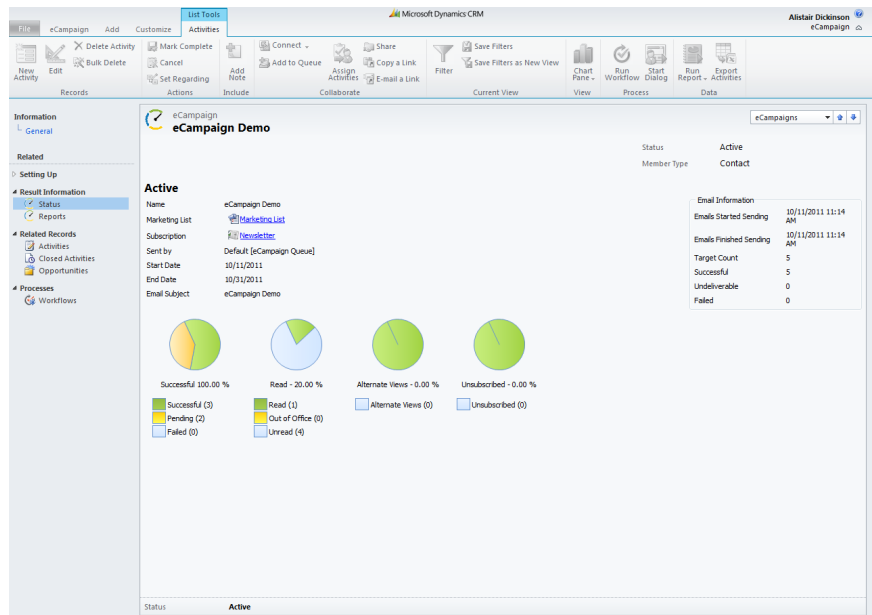 List Tools
Microsoft Dynamics CRM
Alistair Dickinson
eCampaign
File eCampaign Add Customize Activities
New Activity
Edit
Delete Activity
Bulk Delete
Records
Mark Complete
Cancel
Set Regarding
Actions
Add Note
Include
Connect
Add to Queue
Assign Activities
Share
Copy a Link
E-mail a Link
Collaborate
Filter
Save Filters
Save Filters as New View
Current View
Chart Pane
View
Run Workflow
Start Dialog
Process
Run Report
Export Activities
Data
Information
General
Related
Setting Up
Result Information
Status
Reports
Related Records
Activities
Closed Activities
Opportunities
Processes
Workflows
eCampaign
eCampaign Demo
eCampaigns
Status Active
Member Type Contact
Active
Name eCampaign Demo
Marketing List Marketing List
Subscription Newsletter
Sent by Default [eCampaign Queue]
Start Date 10/11/2011
End Date 10/31/2011
Email Subject eCampaign Demo
Email Information
Emails Started Sending 10/11/2011 11:14 AM
Emails Finished Sending 10/11/2011 11:14 AM
Target Count 5
Successful 5
Undeliverable 0
Failed 0
Successful 100.00 %
Read - 20.00 %
Alternate Views - 0.00 %
Unsubscribed - 0.00 %
Successful (3)
Pending (2)
Failed (0)
Read (1)
Out of Office (0)
Unread (4)
Alternate Views (0)
Unsubscribed (0)
Status Active